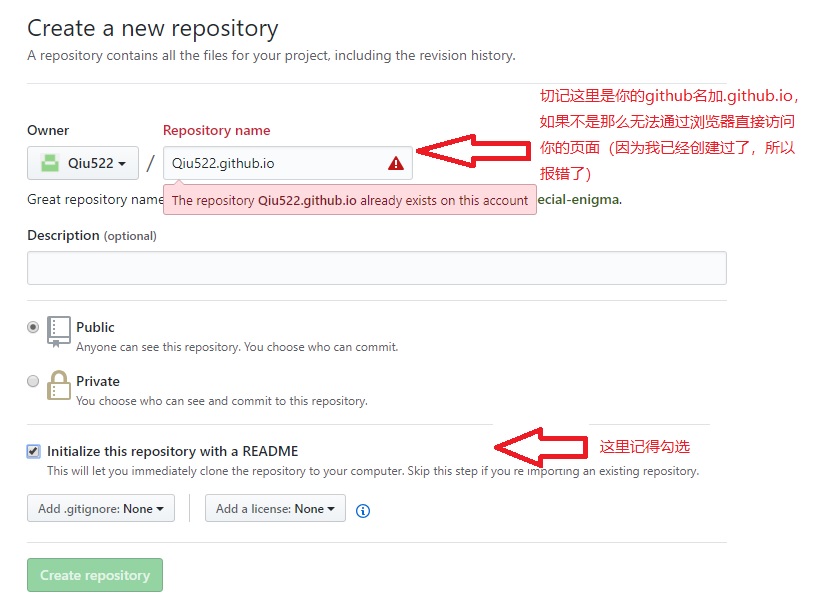 Create a new repository
A repository contains all the files for your project, including the revision history.
切记这里是你的github名加.github.io，
如果不是那么无法通过浏览器直接访问
你的页面（因为我已经创建过了，所以
报错了）
Owner
Repository name
Qiu522 / Qiu522.github.io
Great repository name
The repository Qiu522.github.io already exists on this account
ecial-enigma.
Description (optional)
Public
Anyone can see this repository. You choose who can commit.
Private
You choose who can see and commit to this repository.
这里记得勾选
Initialize this repository with a README
This will let you immediately clone the repository to your computer. Skip this step if you're importing an existing repository.
Add .gitignore: None
Add a license: None
Create repository